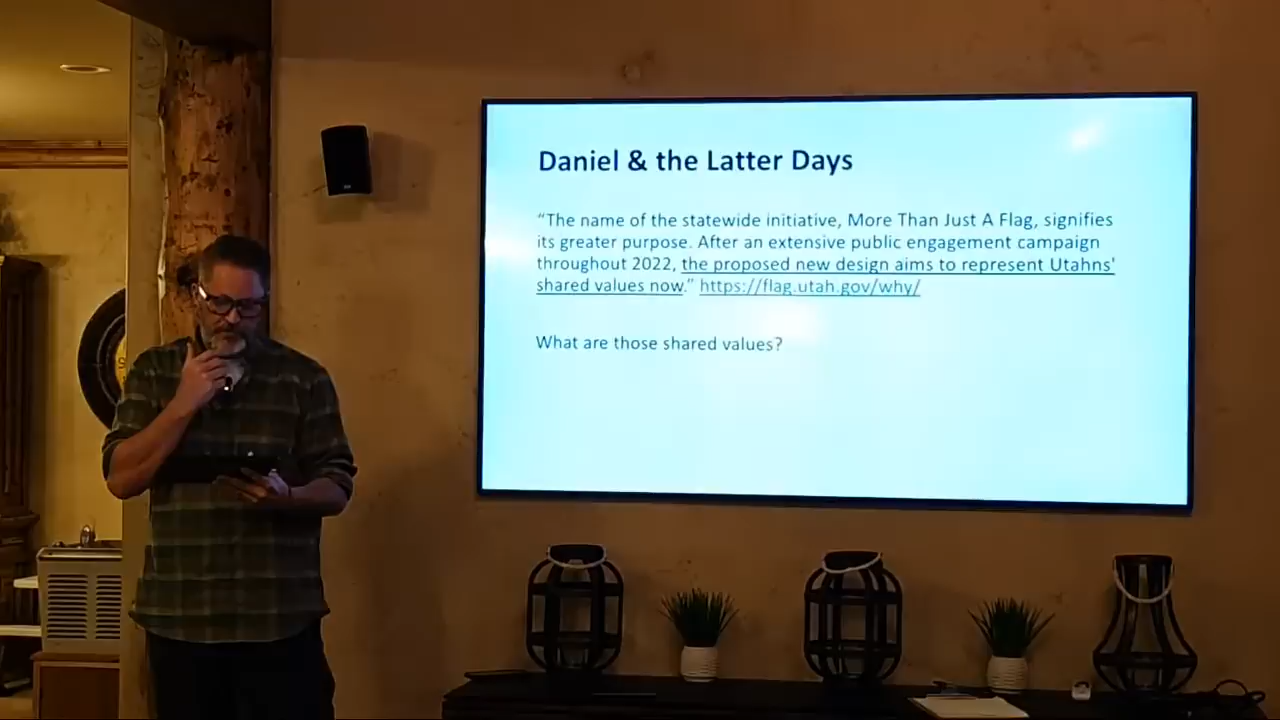 Daniel & the Latter Days
“The name of the statewide initiative, More Than Just A Flag, signifies
its greater purpose. After an extensive public engagement campaign
throughout 2022, the proposed new design aims to represent Utahns'
shared values now.” https://flag.utah.gov/why/
What are those shared values?